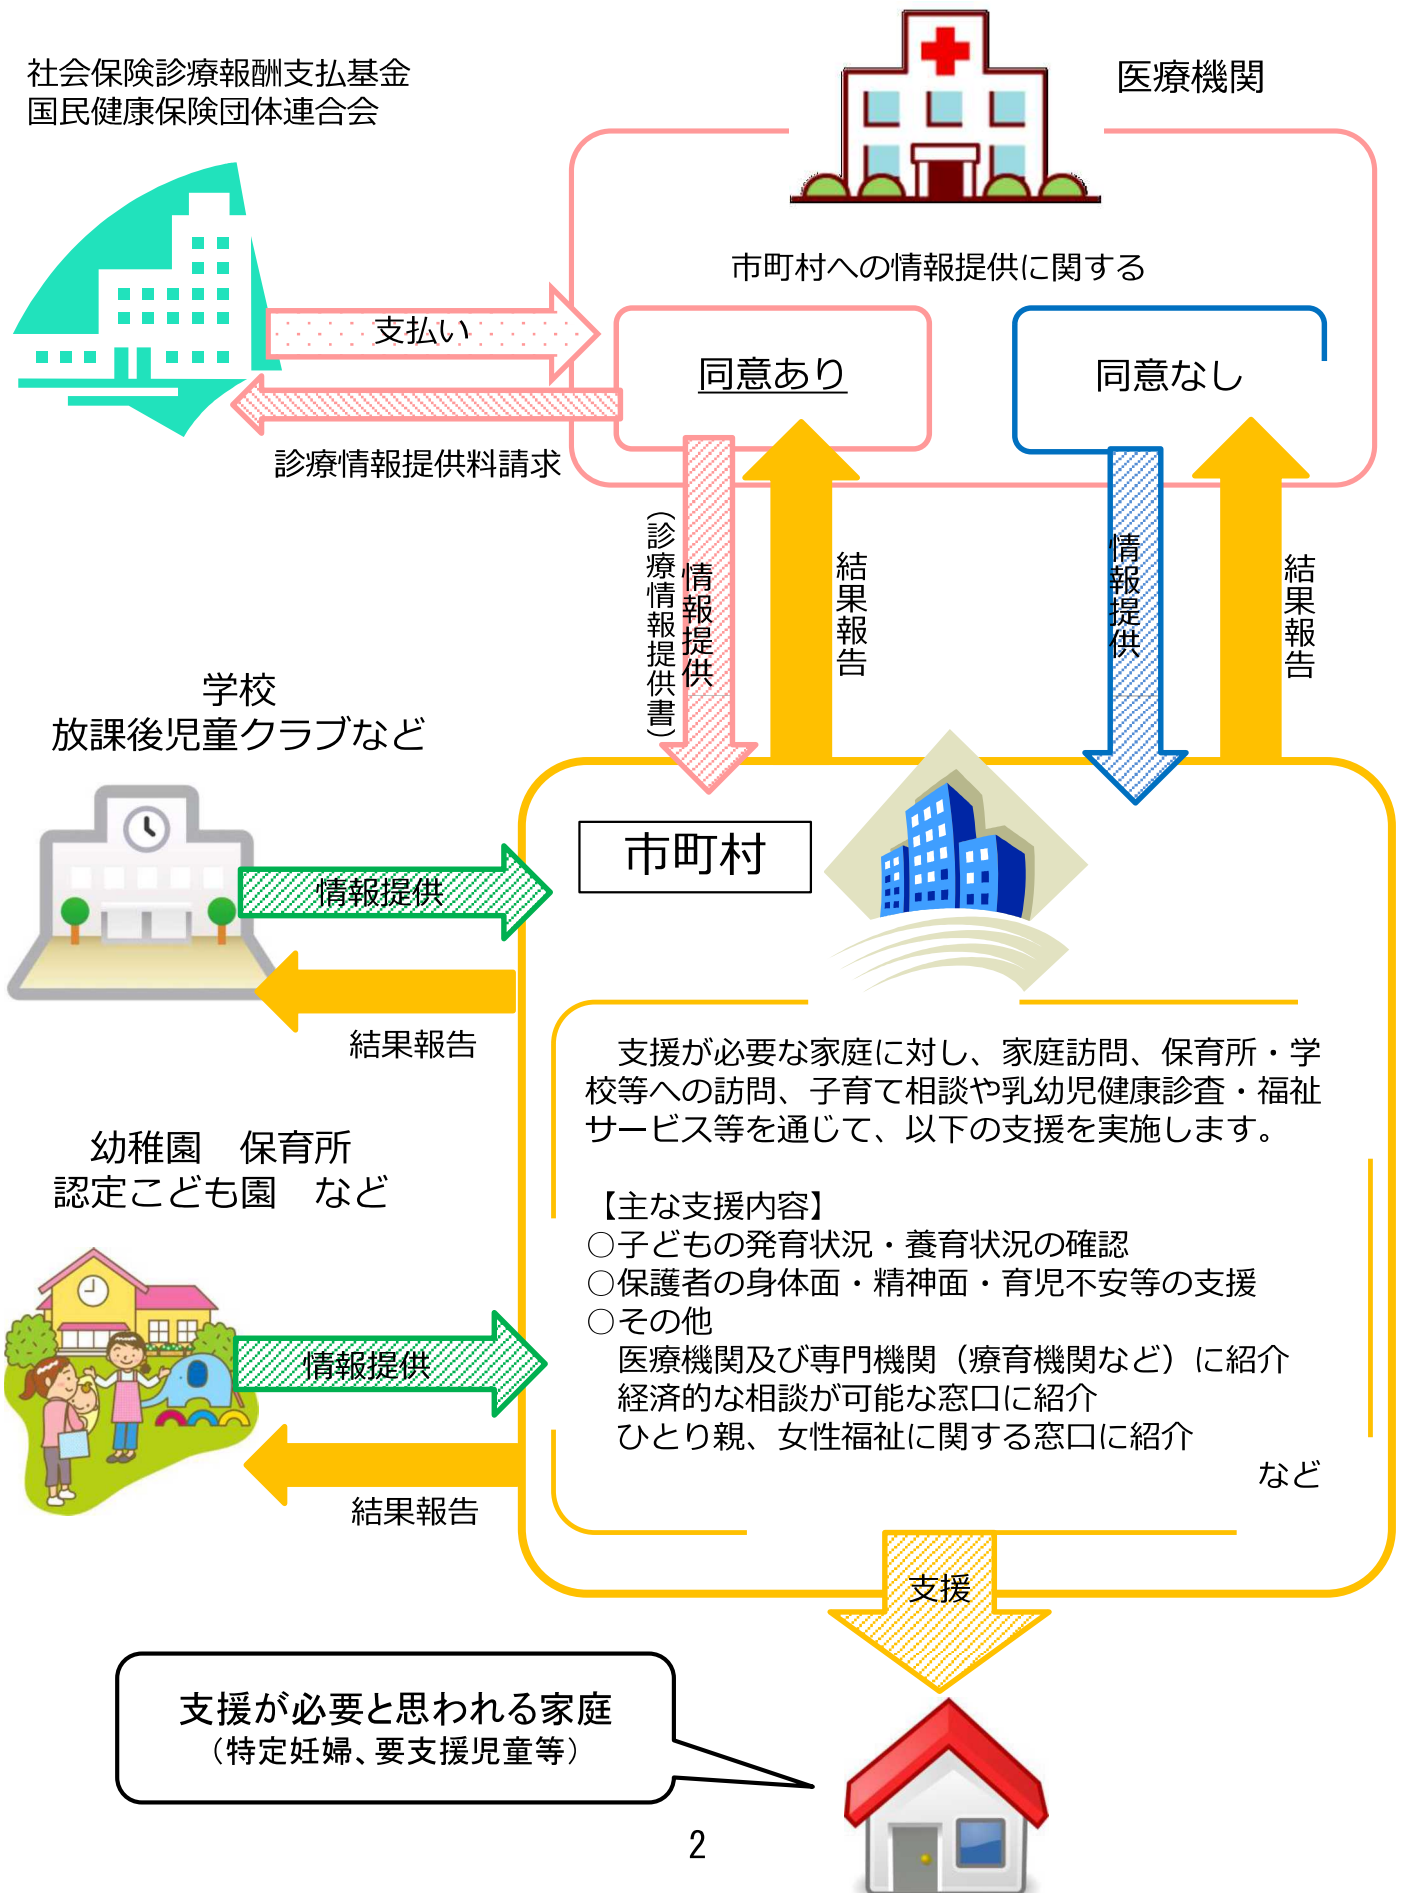 社会保険診療報酬支払基金
国民健康保険団体連合会
医療機関
市町村への情報提供に関する
支払い
同意あり
同意なし
診療情報提供料請求
（診療情報提供書）
情報提供
結果報告
情報提供
結果報告
学校
放課後児童クラブなど
市町村
情報提供
結果報告
支援が必要な家庭に対し、家庭訪問、保育所・学
校等への訪問、子育て相談や乳幼児健康診査・福祉
サービス等を通じて、以下の支援を実施します。
幼稚園　保育所
認定こども園　など
【主な支援内容】
○子どもの発育状況・養育状況の確認
○保護者の身体面・精神面・育児不安等の支援
○その他
医療機関及び専門機関（療育機関など）に紹介
経済的な相談が可能な窓口に紹介
ひとり親、女性福祉に関する窓口に紹介
など
情報提供
結果報告
支援
支援が必要と思われる家庭
（特定妊婦、要支援児童等）
2